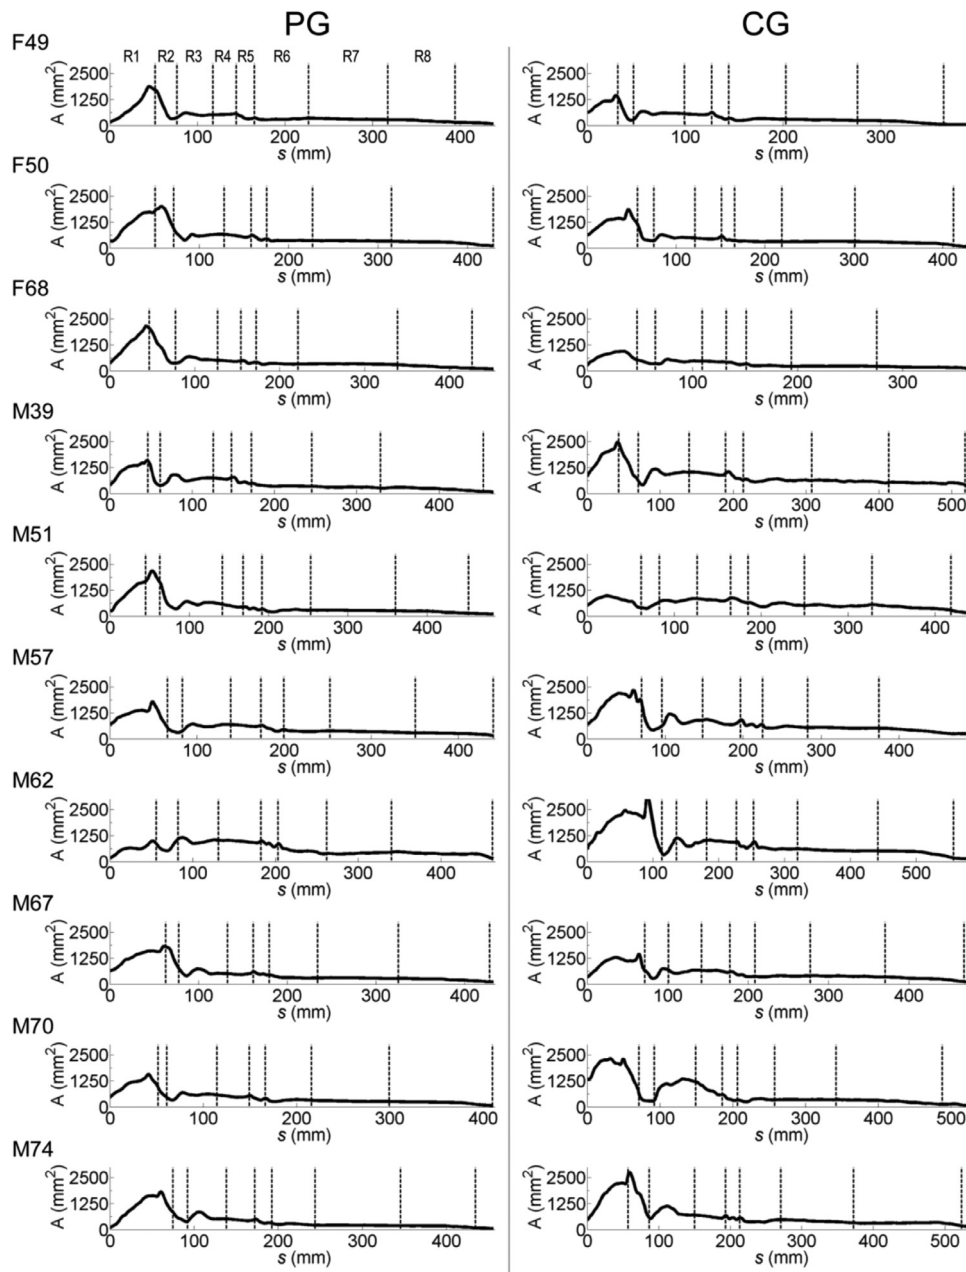 PG CG
F49
R1 R2 R3 R4 R5 R6 R7 R8
A (mm²) 2500 1250 0 A (mm²) 2500 1250 0
0 100 200 300 400 0 100 200 300
s (mm) s (mm)
F50
A (mm²) 2500 1250 0 A (mm²) 2500 1250 0
0 100 200 300 400 0 100 200 300 400
s (mm) s (mm)
F68
A (mm²) 2500 1250 0 A (mm²) 2500 1250 0
0 100 200 300 400 0 100 200 300
s (mm) s (mm)
M39
A (mm²) 2500 1250 0 A (mm²) 2500 1250 0
0 100 200 300 400 0 100 200 300 400 500
s (mm) s (mm)
M51
A (mm²) 2500 1250 0 A (mm²) 2500 1250 0
0 100 200 300 400 0 100 200 300 400
s (mm) s (mm)
M57
A (mm²) 2500 1250 0 A (mm²) 2500 1250 0
0 100 200 300 400 0 100 200 300 400
s (mm) s (mm)
M62
A (mm²) 2500 1250 0 A (mm²) 2500 1250 0
0 100 200 300 400 0 100 200 300 400 500
s (mm) s (mm)
M67
A (mm²) 2500 1250 0 A (mm²) 2500 1250 0
0 100 200 300 400 0 100 200 300 400
s (mm) s (mm)
M70
A (mm²) 2500 1250 0 A (mm²) 2500 1250 0
0 100 200 300 400 0 100 200 300 400 500
s (mm) s (mm)
M74
A (mm²) 2500 1250 0 A (mm²) 2500 1250 0
0 100 200 300 400 0 100 200 300 400 500
s (mm) s (mm)